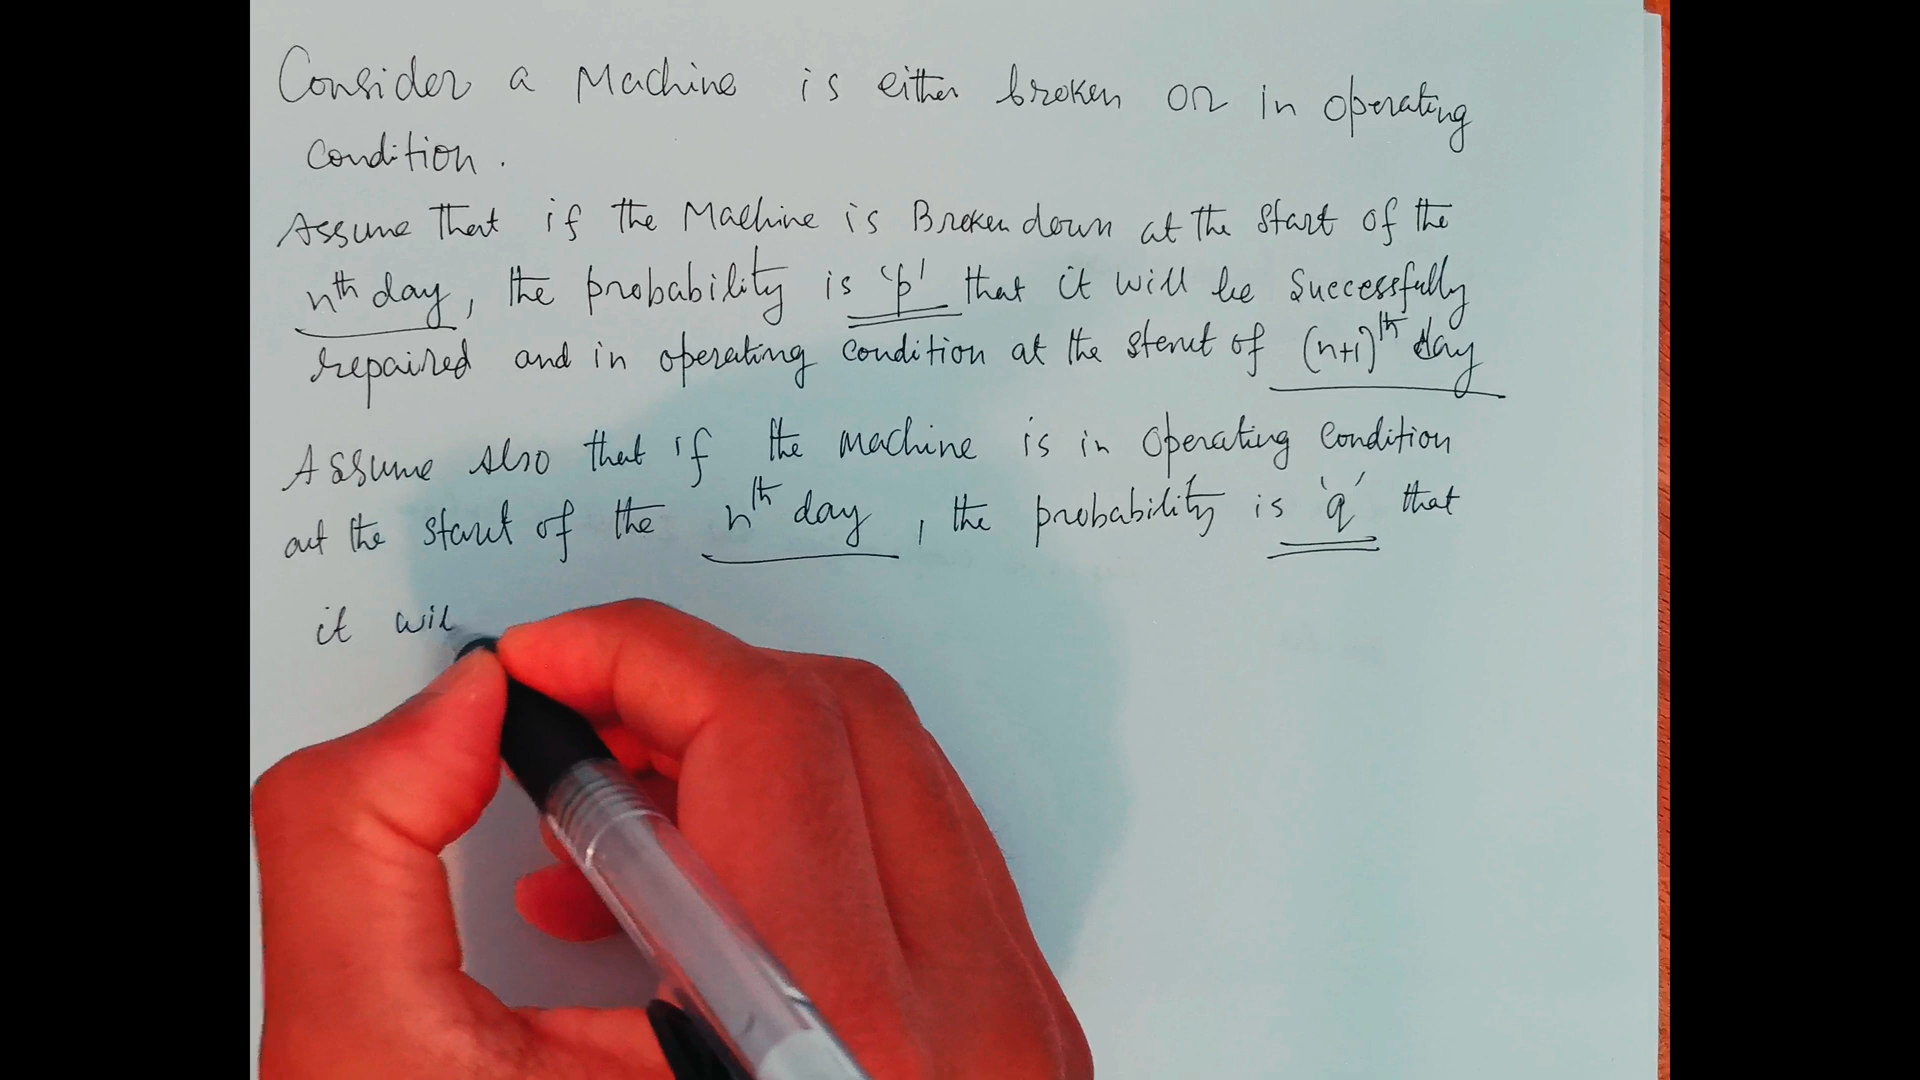 Consider a Machine is either broken or in operating
condition.
Assume that if the Machine is Broken down at the start of the
nth day, the probability is 'p' that it will be successfully
repaired and in operating condition at the start of (n+1)th day
Assume Also that if the machine is in operating condition
at the start of the nth day, the probability is 'q' that
it wil